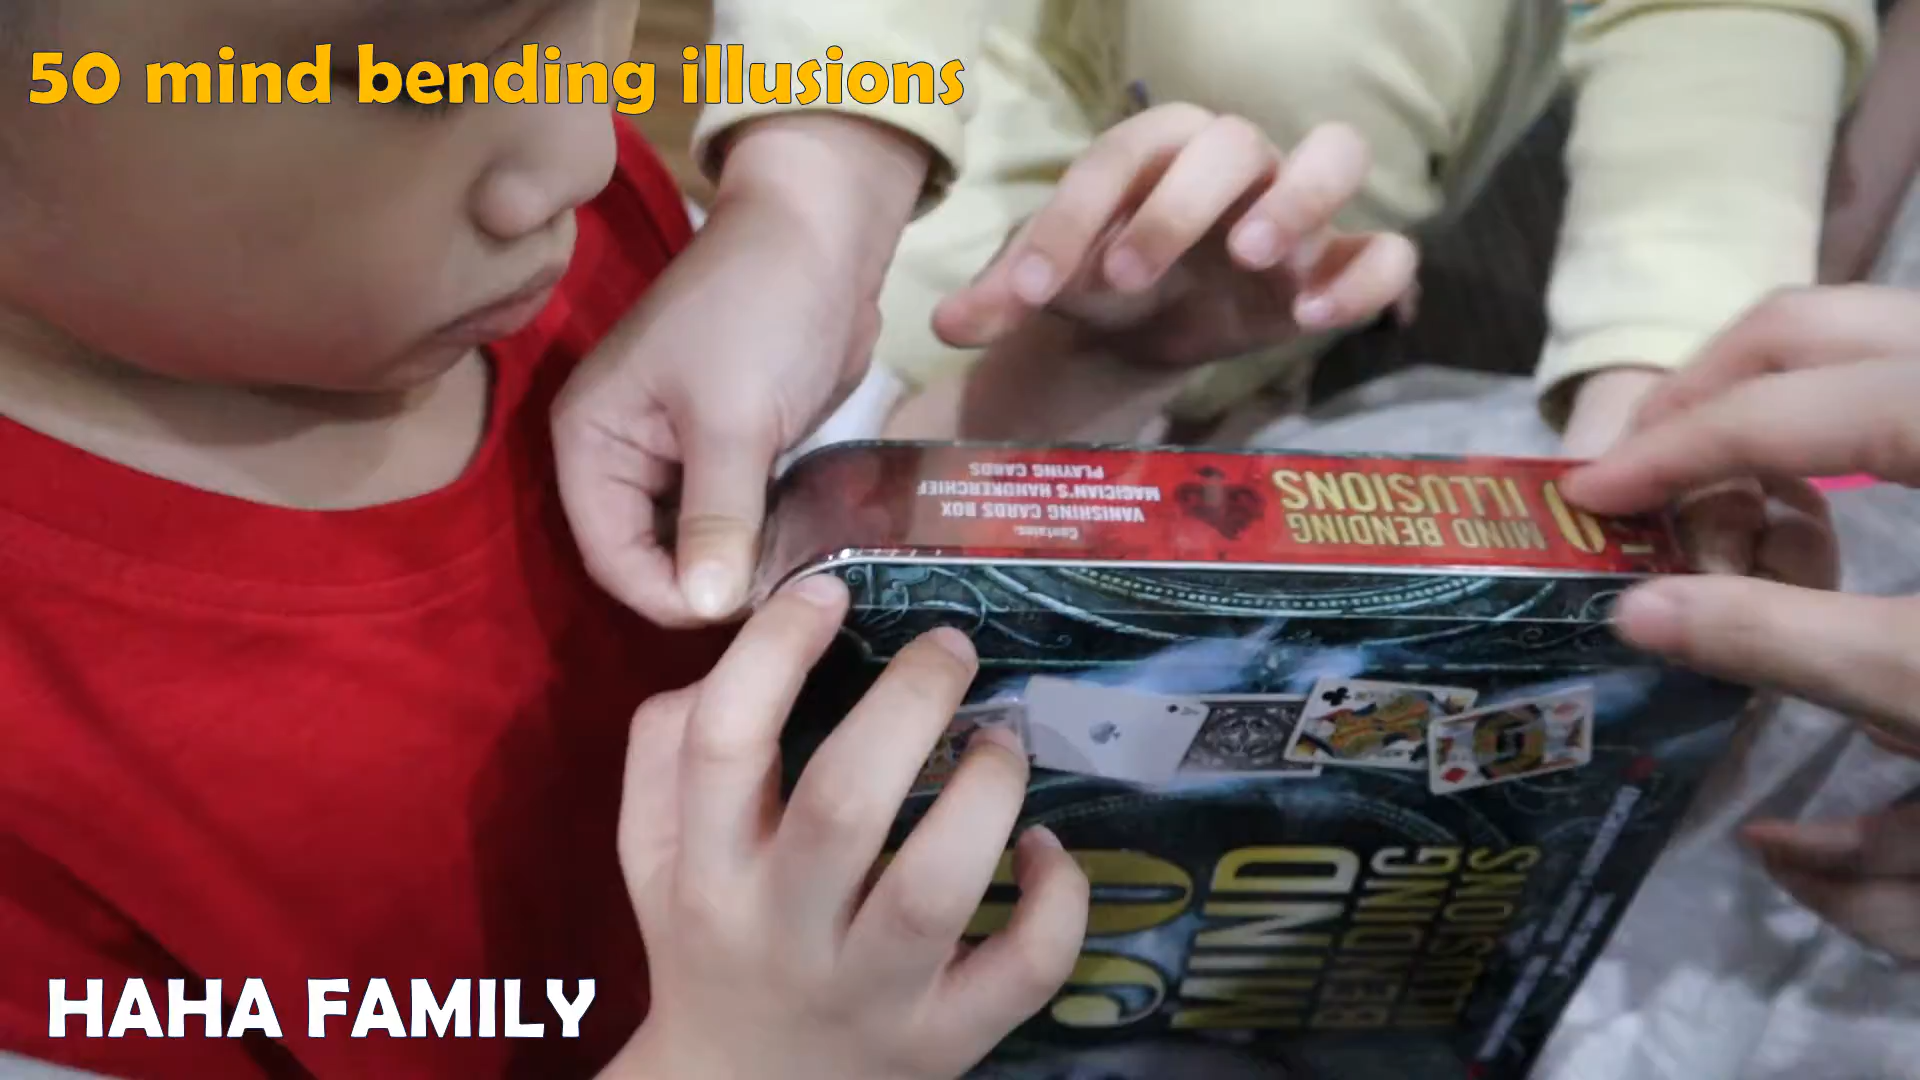 50 mind bending illusions
Contains:
VANISHING CARDS BOX
MAGICIAN'S HANDKERCHIEF
PLAYING CARDS
MIND BENDING
ILLUSIONS
50
MIND
BENDING
ILLUSIONS
HAHA FAMILY